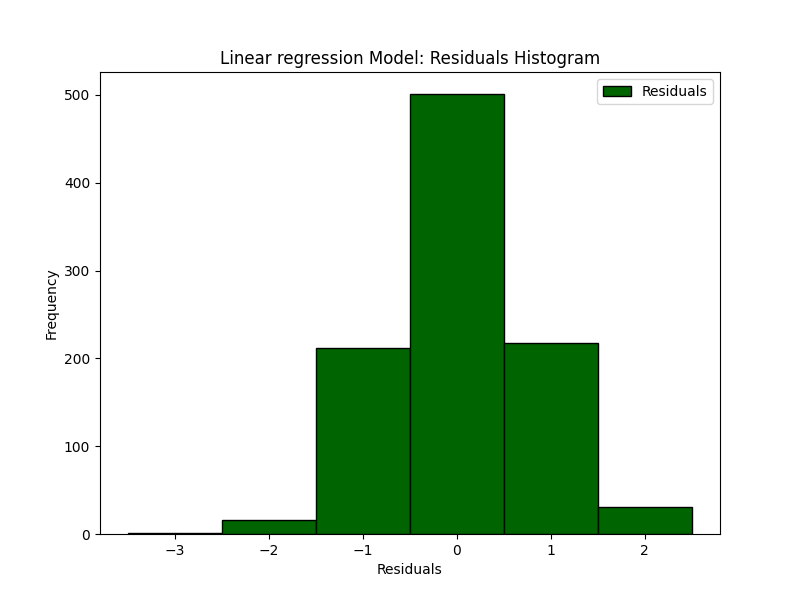 Linear regression Model: Residuals Histogram
Residuals
500
400
300
200
100
0
Frequency
−3 −2 −1 0 1 2
Residuals